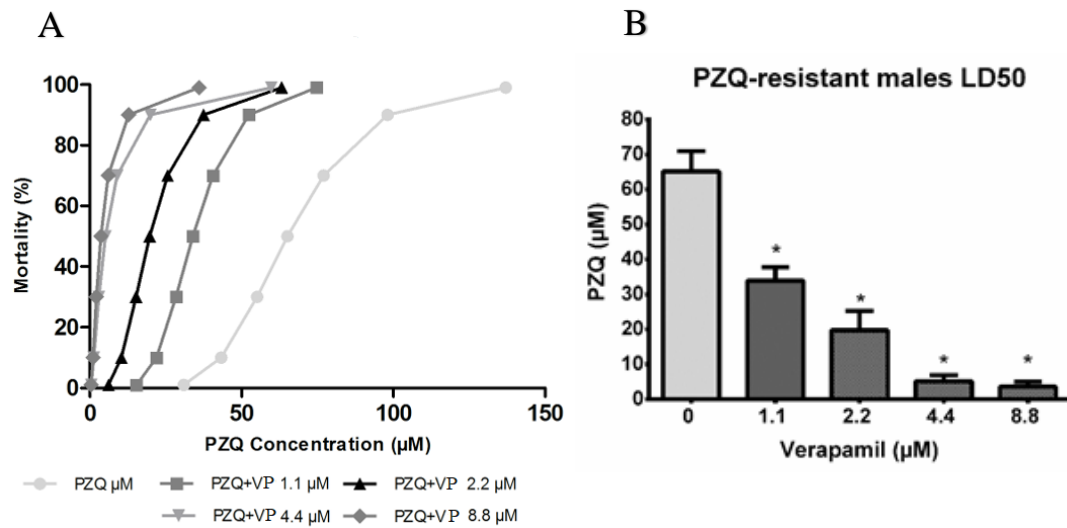 A
Mortality (%)
100
80
60
40
20
0
0 50 100 150
PZQ Concentration (µM)
PZQ µM PZQ+VP 1.1 µM PZQ+VP 2.2 µM
PZQ+VP 4.4 µM PZQ+VP 8.8 µM
B
PZQ-resistant males LD50
PZQ
(µM)
80
70
60
50
40
30
20
10
0
* * * *
0 1.1 2.2 4.4 8.8
Verapamil (µM)